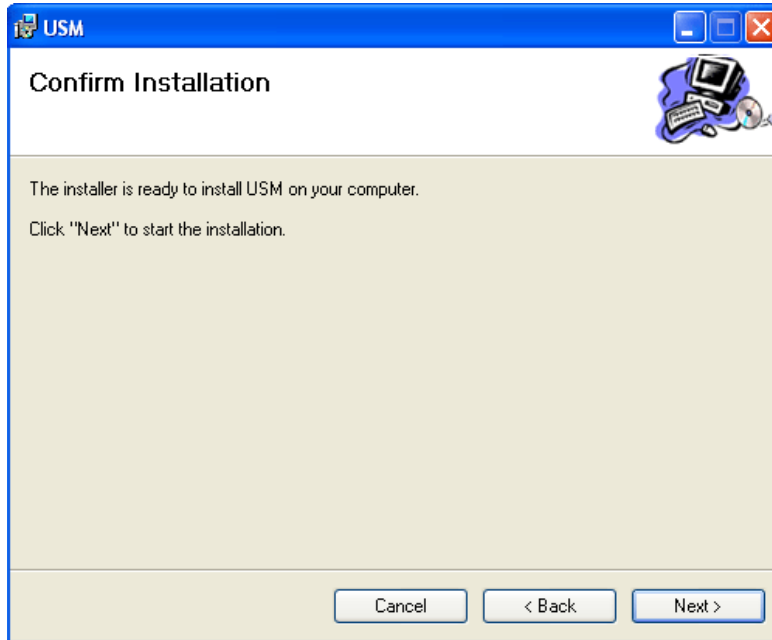 USM
Confirm Installation
The installer is ready to install USM on your computer.
Click "Next" to start the installation.
Cancel
< Back
Next >